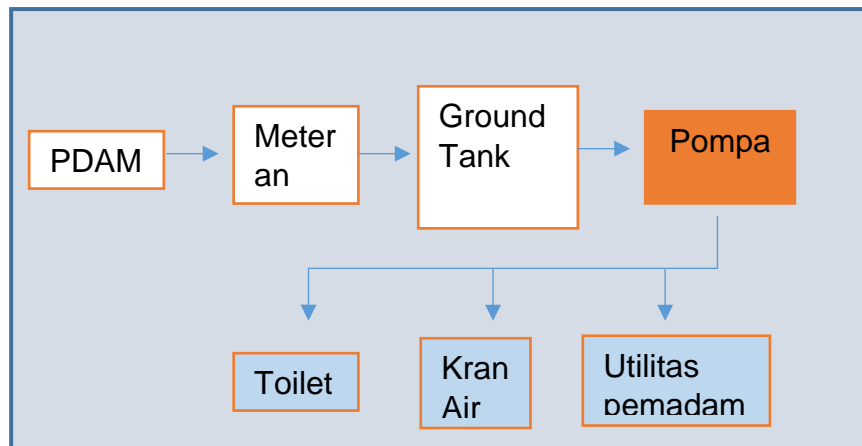 PDAM
Meter
an
Ground
Tank
Pompa
Toilet
Kran
Air
Utilitas
pemadam